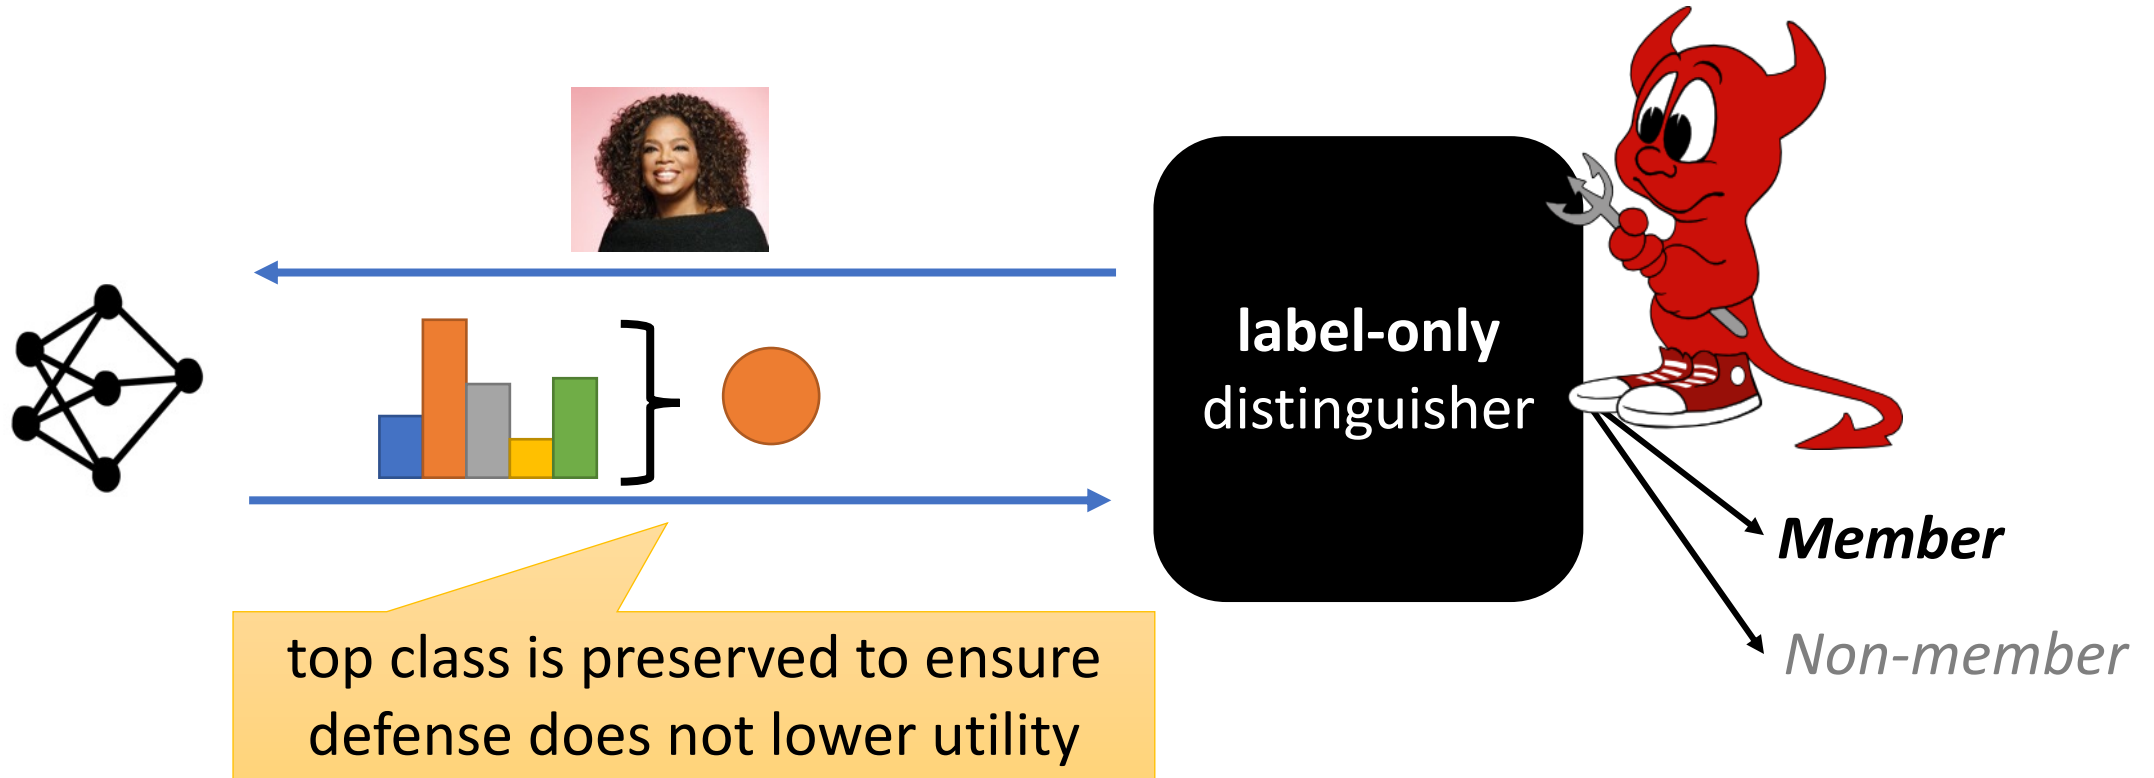 label-only
distinguisher
Member
Non-member
top class is preserved to ensure
defense does not lower utility